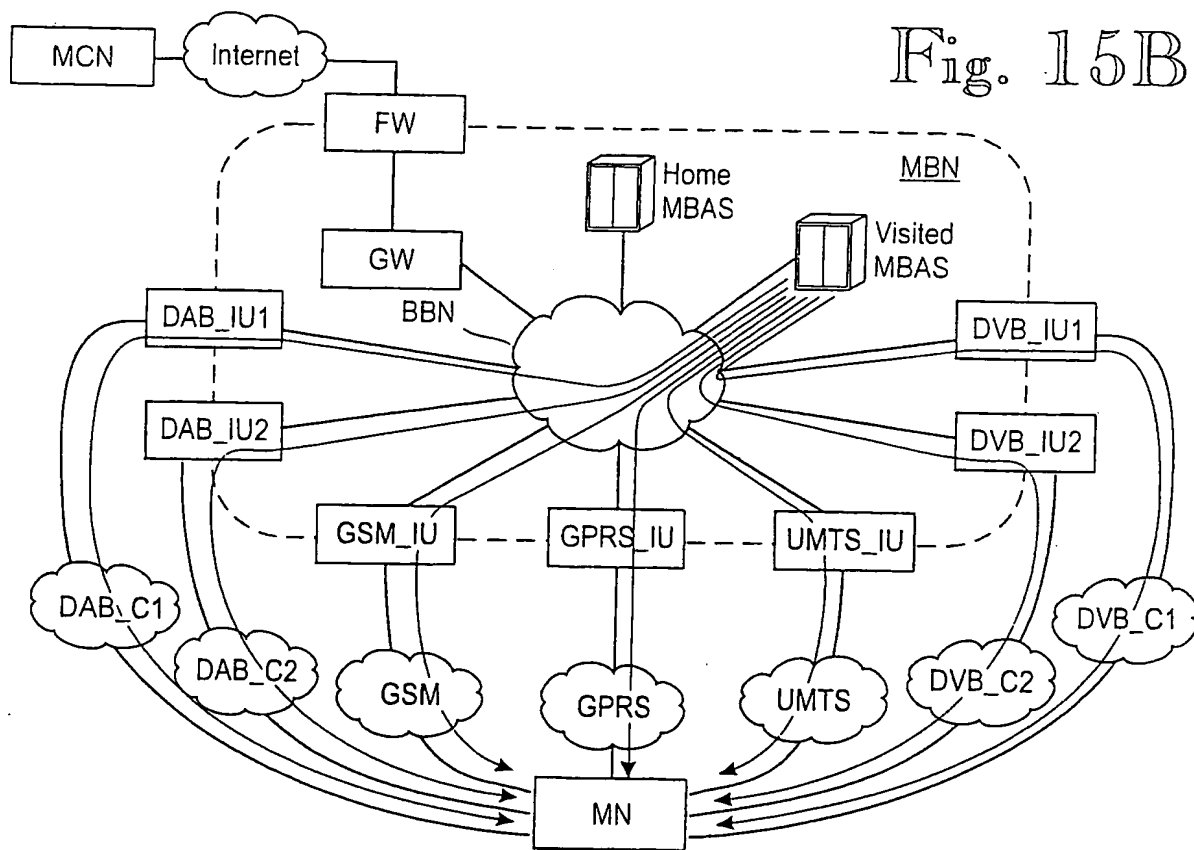 Fig. 15B
MCN
Internet
FW
MBN
Home
MBAS
Visited
MBAS
GW
BBN
DAB_IU1
DVB_IU1
DAB_IU2
DVB_IU2
GSM_IU
GPRS_IU
UMTS_IU
DAB_C1
DVB_C1
DAB_C2
GSM
GPRS
UMTS
DVB_C2
MN